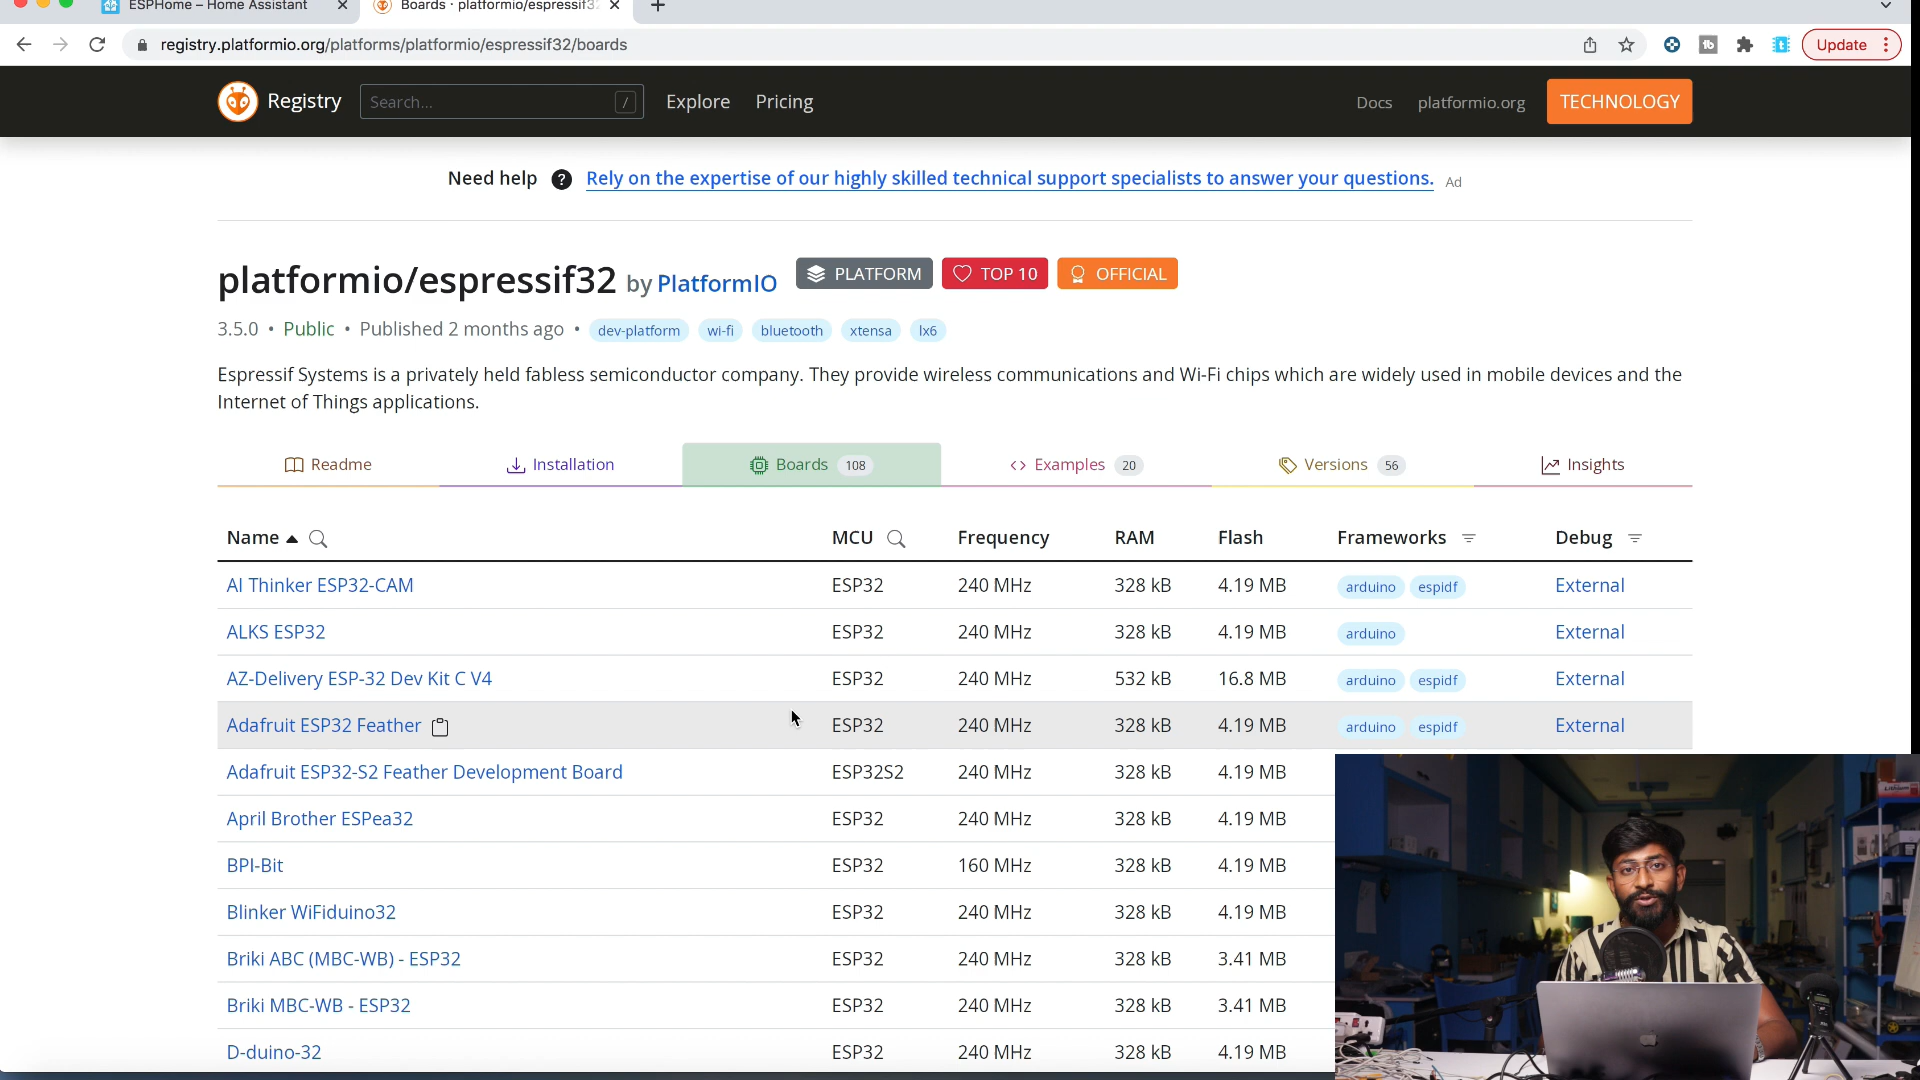 ESPHome – Home Assistant
Boards · platformio/espressif32
registry.platformio.org/platforms/platformio/espressif32/boards
Update
Registry
Search...
/
Explore
Pricing
Docs
platformio.org
TECHNOLOGY
Need help ? Rely on the expertise of our highly skilled technical support specialists to answer your questions. Ad
platformio/espressif32 by PlatformIO PLATFORM TOP 10 OFFICIAL
3.5.0 • Public • Published 2 months ago • dev-platform wi-fi bluetooth xtensa lx6
Espressif Systems is a privately held fabless semiconductor company. They provide wireless communications and Wi-Fi chips which are widely used in mobile devices and the
Internet of Things applications.
Readme Installation Boards 108 Examples 20 Versions 56 Insights
Name MCU Frequency RAM Flash Frameworks Debug
AI Thinker ESP32-CAM ESP32 240 MHz 328 kB 4.19 MB arduino espidf External
ALKS ESP32 ESP32 240 MHz 328 kB 4.19 MB arduino External
AZ-Delivery ESP-32 Dev Kit C V4 ESP32 240 MHz 532 kB 16.8 MB arduino espidf External
Adafruit ESP32 Feather ESP32 240 MHz 328 kB 4.19 MB arduino espidf External
Adafruit ESP32-S2 Feather Development Board ESP32S2 240 MHz 328 kB 4.19 MB
April Brother ESPea32 ESP32 240 MHz 328 kB 4.19 MB
BPI-Bit ESP32 160 MHz 328 kB 4.19 MB
Blinker WiFiduino32 ESP32 240 MHz 328 kB 4.19 MB
Briki ABC (MBC-WB) - ESP32 ESP32 240 MHz 328 kB 3.41 MB
Briki MBC-WB - ESP32 ESP32 240 MHz 328 kB 3.41 MB
D-duino-32 ESP32 240 MHz 328 kB 4.19 MB